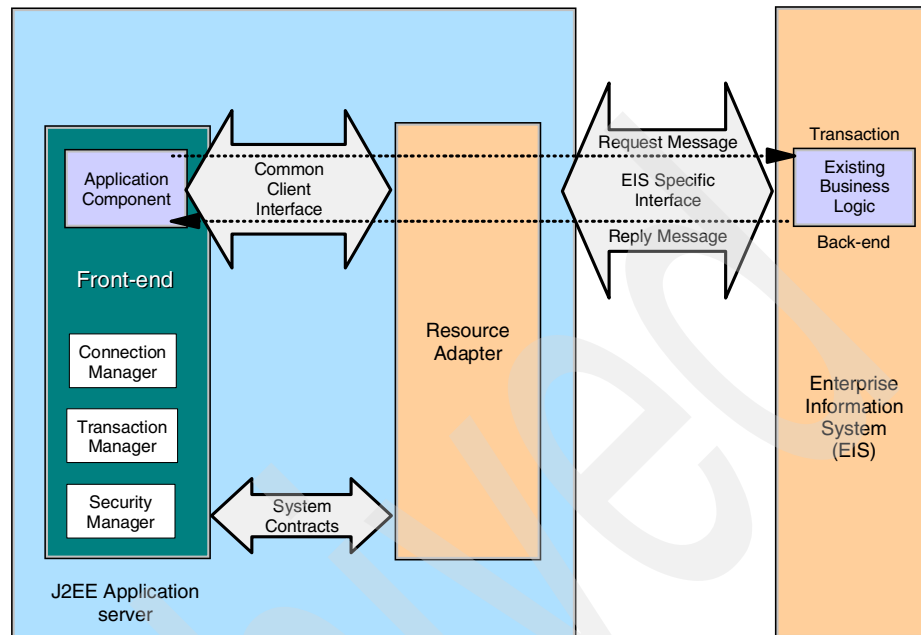 Application
Component
Front-end
Connection
Manager
Transaction
Manager
Security
Manager
J2EE Application
server
Common
Client
Interface
System
Contracts
Resource
Adapter
Request Message
EIS Specific
Interface
Reply Message
Transaction
Existing
Business
Logic
Back-end
Enterprise
Information
System
(EIS)